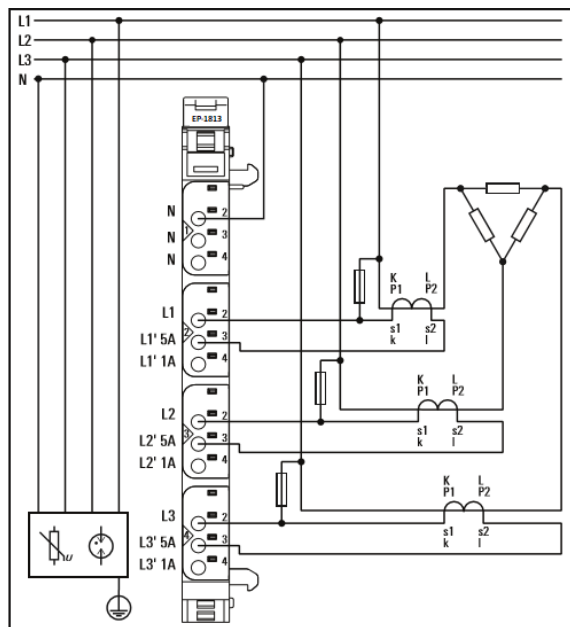 L1
L2
L3
N
EP-1813
N 2
N 3
N 4
1
L1 2
L1' 5A 3
L1' 1A 4
2
L2 2
L2' 5A 3
L2' 1A 4
3
L3 2
L3' 5A 3
L3' 1A 4
4
K L
P1 P2
s1 s2
k l
K L
P1 P2
s1 s2
k l
K L
P1 P2
s1 s2
k l
U